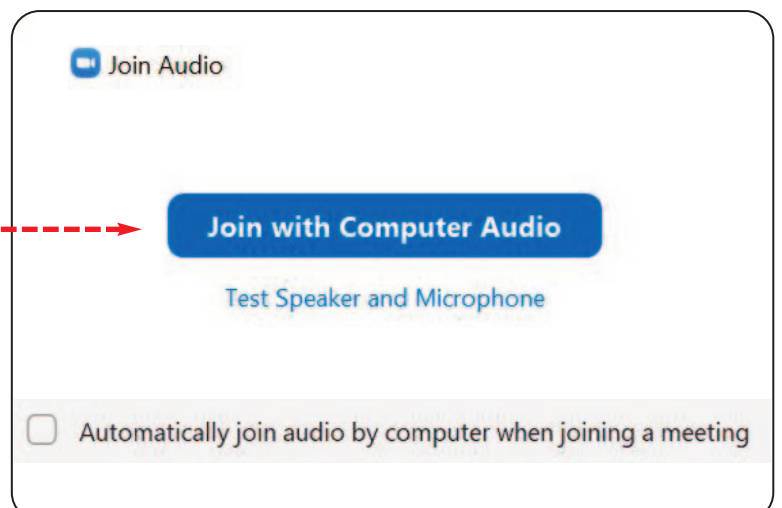 Join Audio
Join with Computer Audio
Test Speaker and Microphone
Automatically join audio by computer when joining a meeting